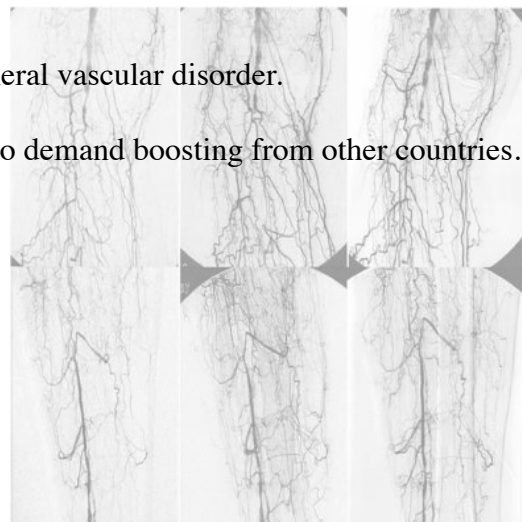 eral vascular disorder.
o demand boosting from other countries.